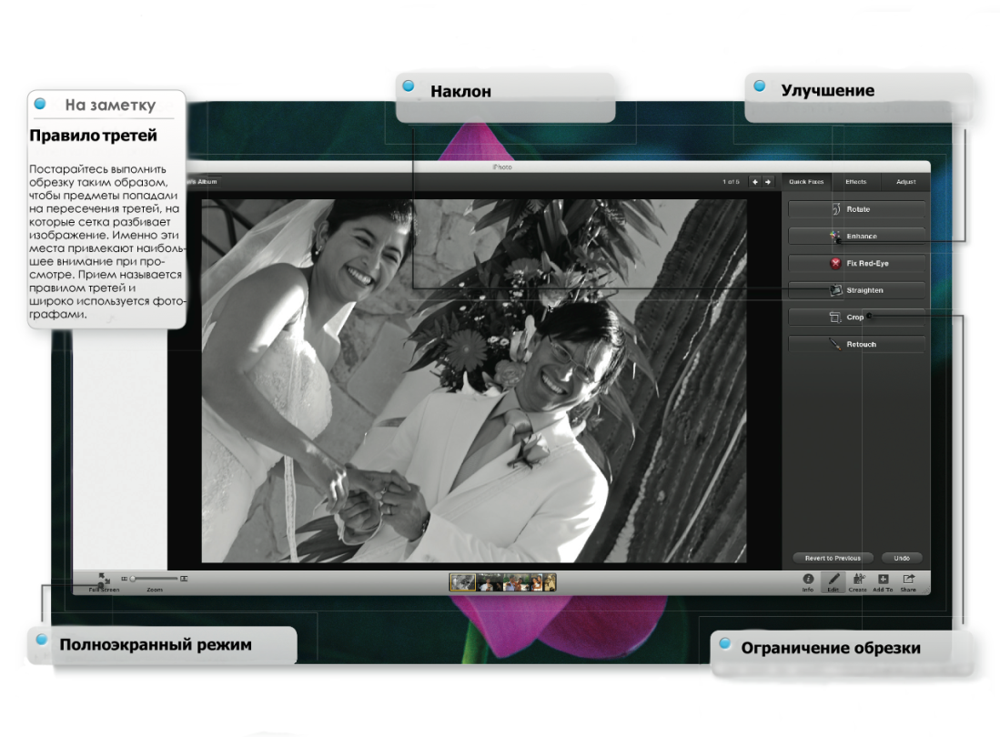 Наклон
Улучшение
На заметку
Правило третей
Постарайтесь выполнить
обрезку таким образом,
чтобы предметы попадали
на пересечения третей, на
которые сетка разбивает
изображение. Именно эти
места привлекают наиболь-
шее внимание при про-
смотре. Прием называется
правилом третей и
широко используется фото-
графами.
iPhoto
Album
1 of 5
Quick Fixes
Effects
Adjust
Rotate
Enhance
Fix Red-Eye
Straighten
Crop
Retouch
Revert to Previous
Undo
Full Screen
Zoom
Info
Edit
Create
Add To
Share
Полноэкранный режим
Ограничение обрезки